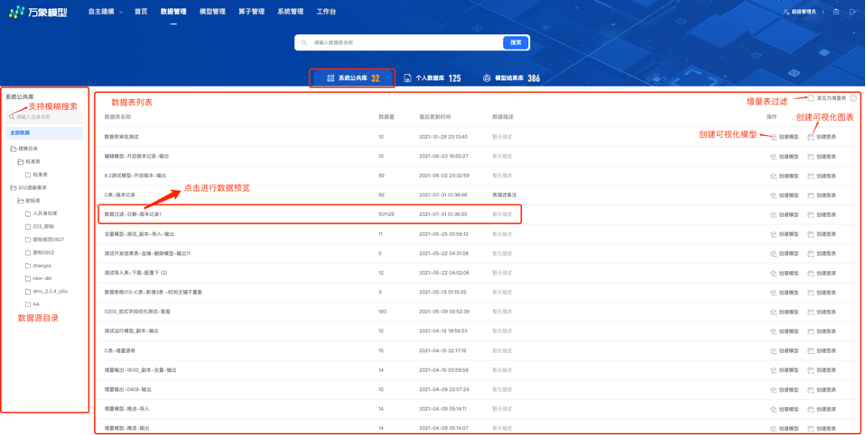 万象模型
自主建模 首页 数据管理 模型管理 算子管理 系统管理 工作台 超级管理员
请输入数据表名称 搜索
系统公共库 32 个人数据库 125 模型结果库 386
系统公共库
支持模糊搜索
请输入目录名称
全部数据
建模目录
标准表
标准表
202遗留需求
部标表
人员身份库
203_部标
部标规范0827
部标0902
zhangso
new-del
AA
数据源目录
数据表列表
增量表过滤 是否为增量表
创建可视化图表
创建可视化模型
点击进行数据预览
数据表名称 数据量 最后更新时间 数据描述 操作
数据表审批测试 10 2021-10-29 23:13:40 暂无描述 创建模型 创建图表
编辑模型-开启版本记录-输出 10 2021-08-03 19:50:27 暂无描述 创建模型 创建图表
8.2测试模型-开启版本-输出 92 2021-08-02 23:32:59 暂无描述 创建模型 创建图表
C表-版本记录 92 2021-07-31 01:38:08 表描述备注 创建模型 创建图表
数据过滤-日期-版本记录1 501129 2021-07-31 01:36:50 暂无描述 创建模型 创建图表
全量模型-测试_副本-导入-输出 11 2021-05-25 00:56:12 暂无描述 创建模型 创建图表
测试开发结果表-血缘-删除模型-输出11 5 2021-05-22 04:31:08 暂无描述 创建模型 创建图表
测试导入表-下载-配置下 (2) 12 2021-05-22 04:02:06 暂无描述 创建模型 创建图表
数据表格013-C表-新增3条 -时间主键不重复 3 2021-05-13 01:15:32 暂无描述 创建模型 创建图表
0203_流式字段优化测试-落盘 193 2021-05-09 00:52:39 暂无描述 创建模型 创建图表
测试运行模型_副本-输出 12 2021-04-12 18:56:53 暂无描述 创建模型 创建图表
C表-增量源表 15 2021-04-10 22:17:19 暂无描述 创建模型 创建图表
增量输出-16:00_副本-全量-输出 14 2021-04-10 03:59:58 暂无描述 创建模型 创建图表
增量输出-0409-输出 10 2021-04-09 22:07:24 暂无描述 创建模型 创建图表
增量模型-推送-导入 14 2021-04-09 05:14:11 暂无描述 创建模型 创建图表
增量模型-推送-输出 14 2021-04-09 05:14:07 暂无描述 创建模型 创建图表